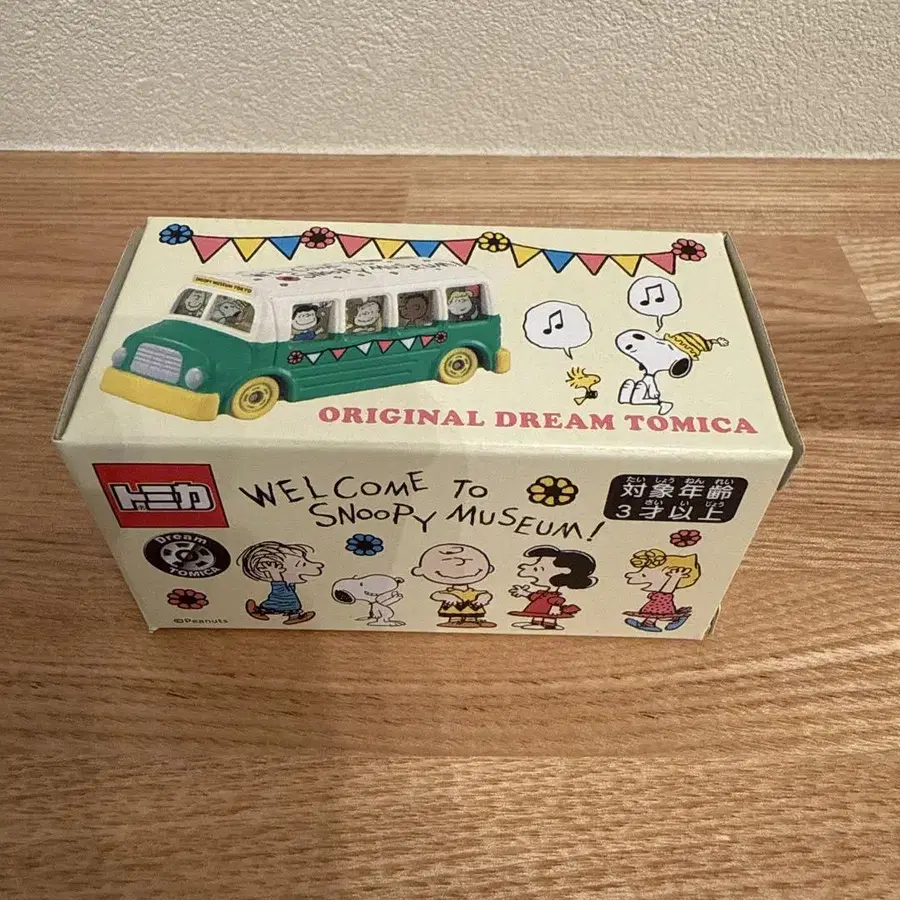 SNOOPY MUSEUM TOKYO
ORIGINAL DREAM TOMICA
トミカ
WELCOME TO
SNOOPY MUSEUM!
たい しょう ねん れい
対象年齢
さい い じょう
3才以上
Dream
TOMICA
©Peanuts